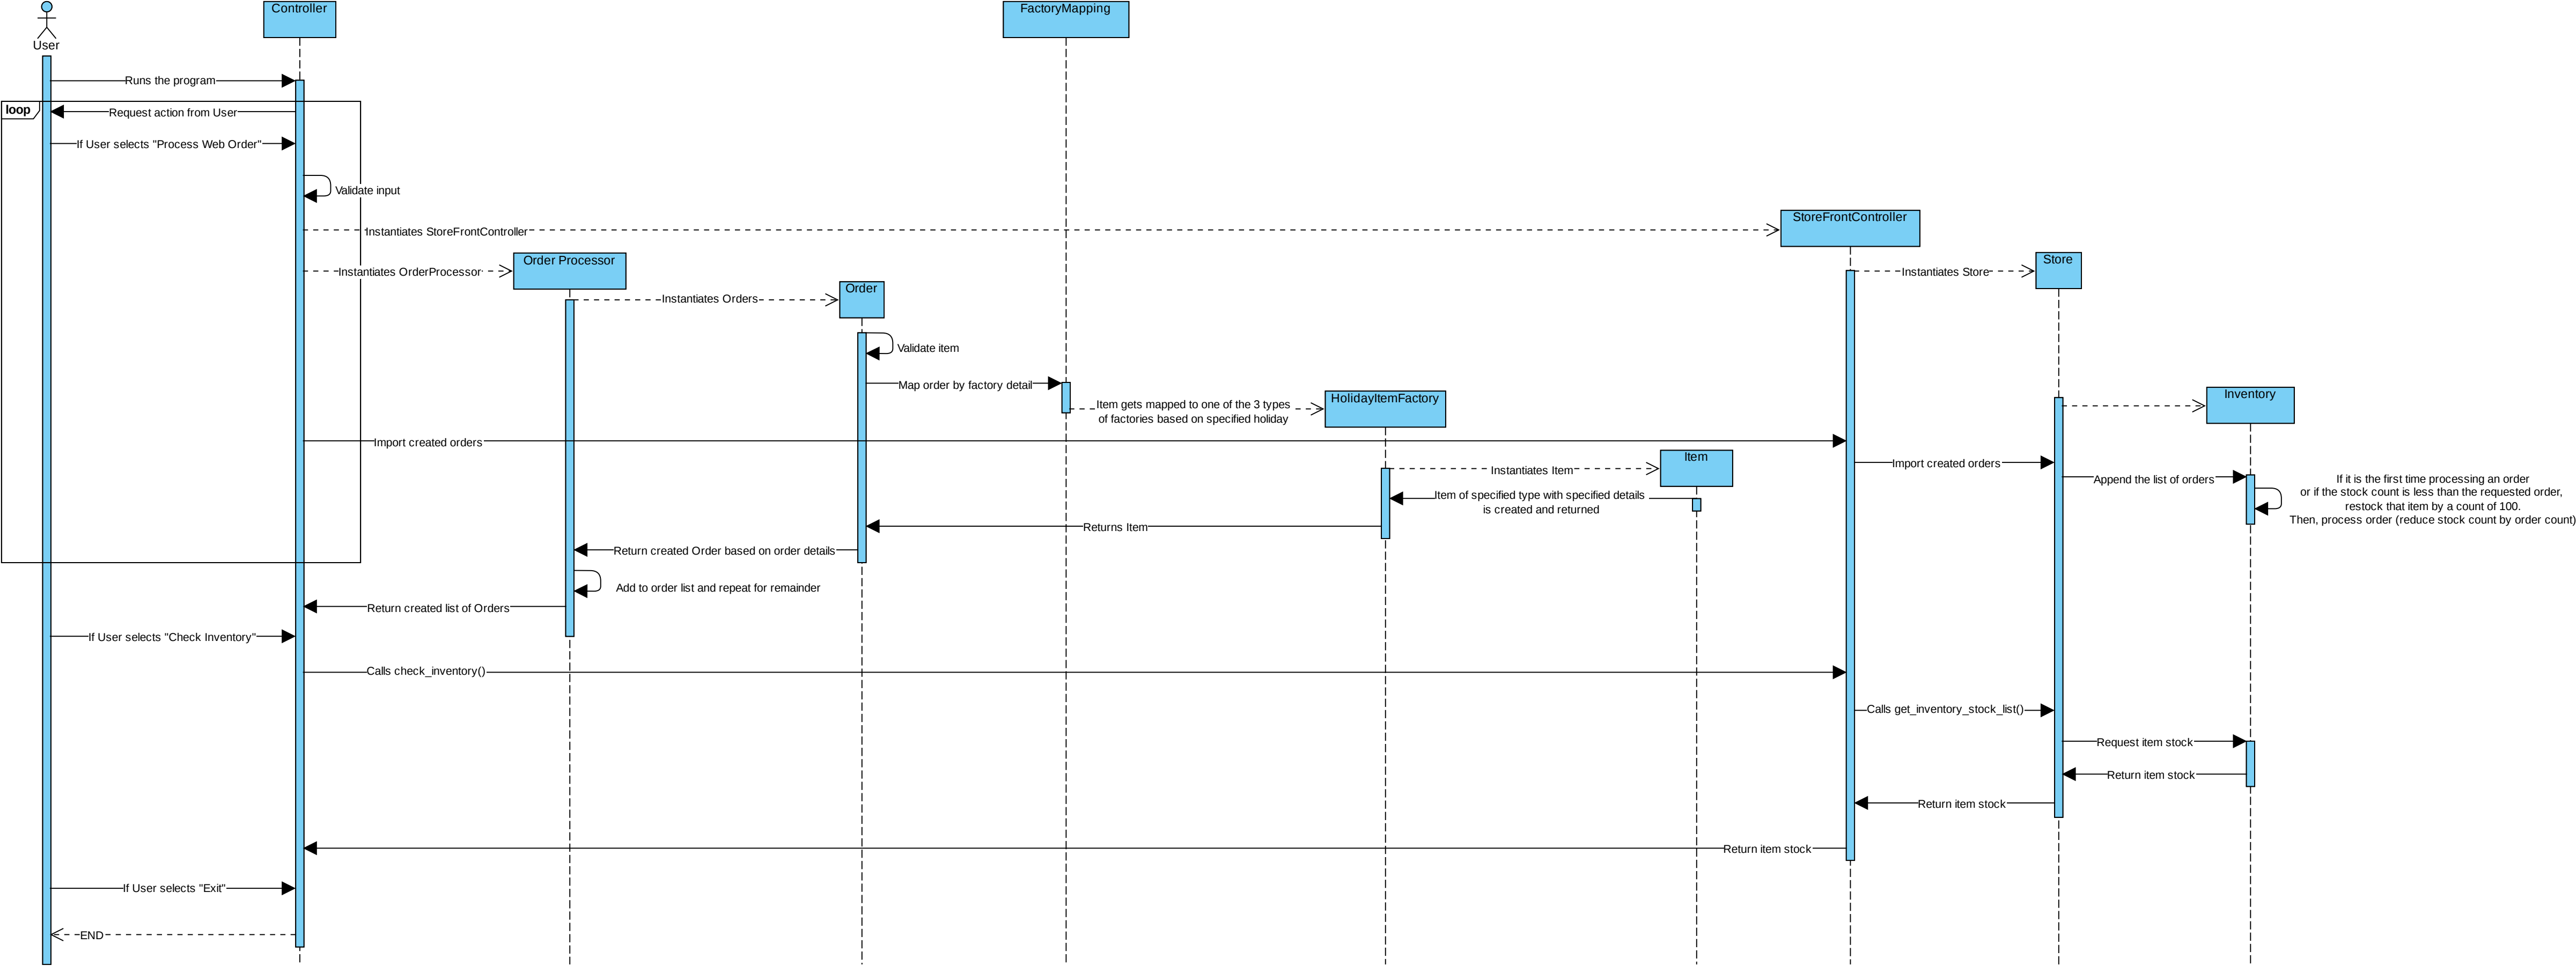 User
Controller
FactoryMapping
Runs the program
loop
Request action from User
If User selects "Process Web Order"
Validate input
StoreFrontController
Instantiates StoreFrontController
Order Processor
Store
Instantiates OrderProcessor
Instantiates Store
Order
Instantiates Orders
Validate item
Map order by factory detail
HolidayItemFactory
Inventory
Item gets mapped to one of the 3 types
of factories based on specified holiday
Import created orders
Item
Import created orders
Instantiates Item
Append the list of orders
If it is the first time processing an order
or if the stock count is less than the requested order,
restock that item by a count of 100.
Then, process order (reduce stock count by order count)
Item of specified type with specified details
is created and returned
Returns Item
Return created Order based on order details
Add to order list and repeat for remainder
Return created list of Orders
If User selects "Check Inventory"
Calls check_inventory()
Calls get_inventory_stock_list()
Request item stock
Return item stock
Return item stock
Return item stock
If User selects "Exit"
END